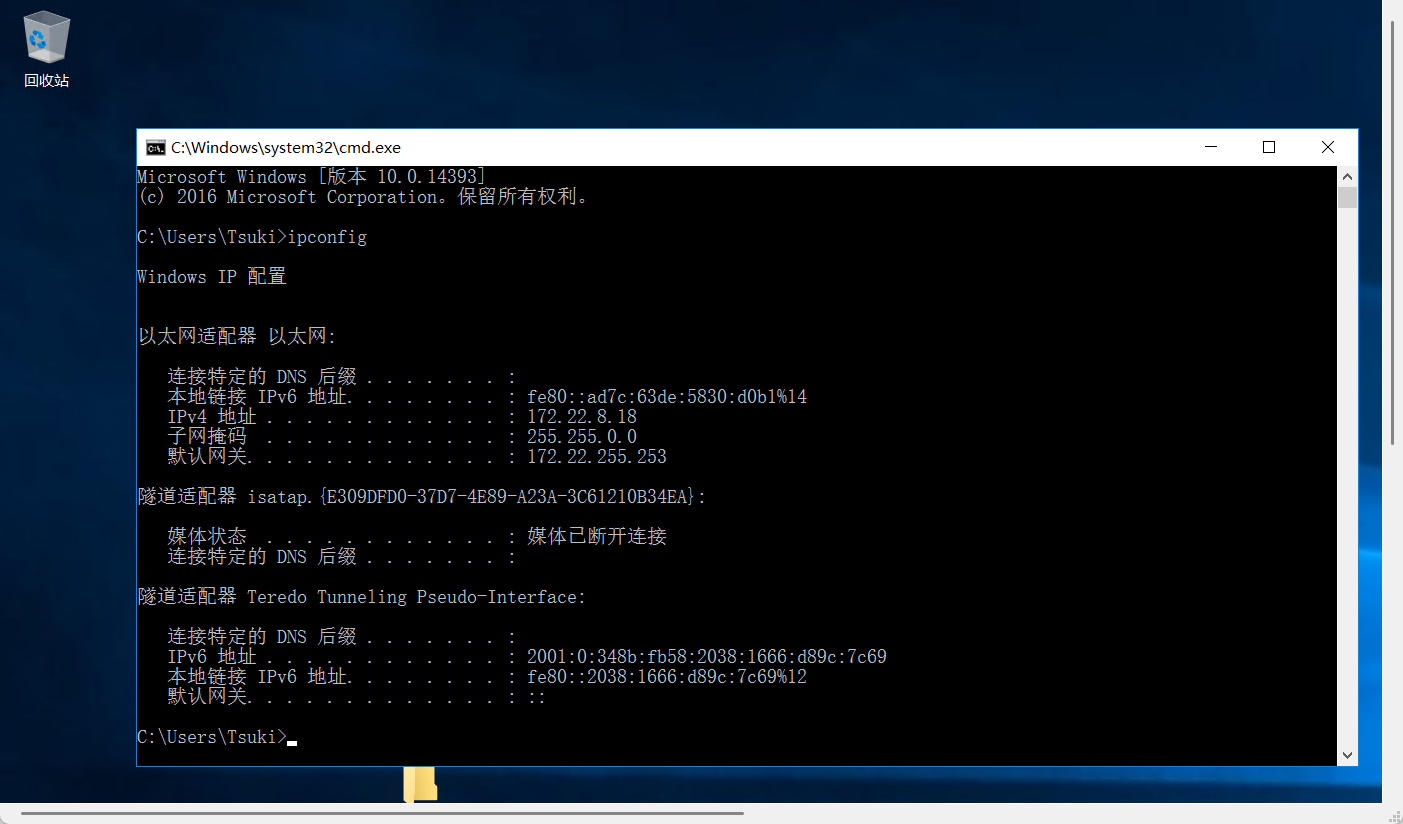 回收站
C:\Windows\system32\cmd.exe
Microsoft Windows [版本 10.0.14393]
(c) 2016 Microsoft Corporation。保留所有权利。
C:\Users\Tsuki>ipconfig
Windows IP 配置
以太网适配器 以太网:
连接特定的 DNS 后缀 . . . . . . . :
本地链接 IPv6 地址. . . . . . . . : fe80::ad7c:63de:5830:d0b1%14
IPv4 地址 . . . . . . . . . . . . : 172.22.8.18
子网掩码  . . . . . . . . . . . . : 255.255.0.0
默认网关. . . . . . . . . . . . . : 172.22.255.253
隧道适配器 isatap.{E309DFD0-37D7-4E89-A23A-3C61210B34EA}:
媒体状态  . . . . . . . . . . . . : 媒体已断开连接
连接特定的 DNS 后缀 . . . . . . . :
隧道适配器 Teredo Tunneling Pseudo-Interface:
连接特定的 DNS 后缀 . . . . . . . :
IPv6 地址 . . . . . . . . . . . . : 2001:0:348b:fb58:2038:1666:d89c:7c69
本地链接 IPv6 地址. . . . . . . . : fe80::2038:1666:d89c:7c69%12
默认网关. . . . . . . . . . . . . : ::
C:\Users\Tsuki>